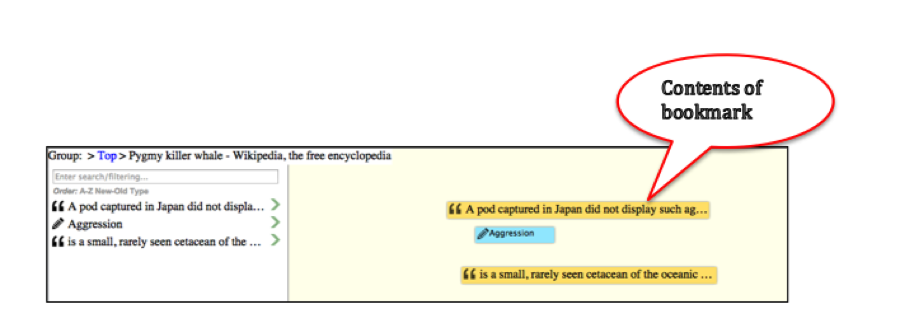 Contents of
bookmark
Group: > Top > Pygmy killer whale - Wikipedia, the free encyclopedia
Enter search/filtering...
Order: A-Z New-Old Type
A pod captured in Japan did not displa...
Aggression
is a small, rarely seen cetacean of the ...
A pod captured in Japan did not display such ag...
Aggression
is a small, rarely seen cetacean of the oceanic ...